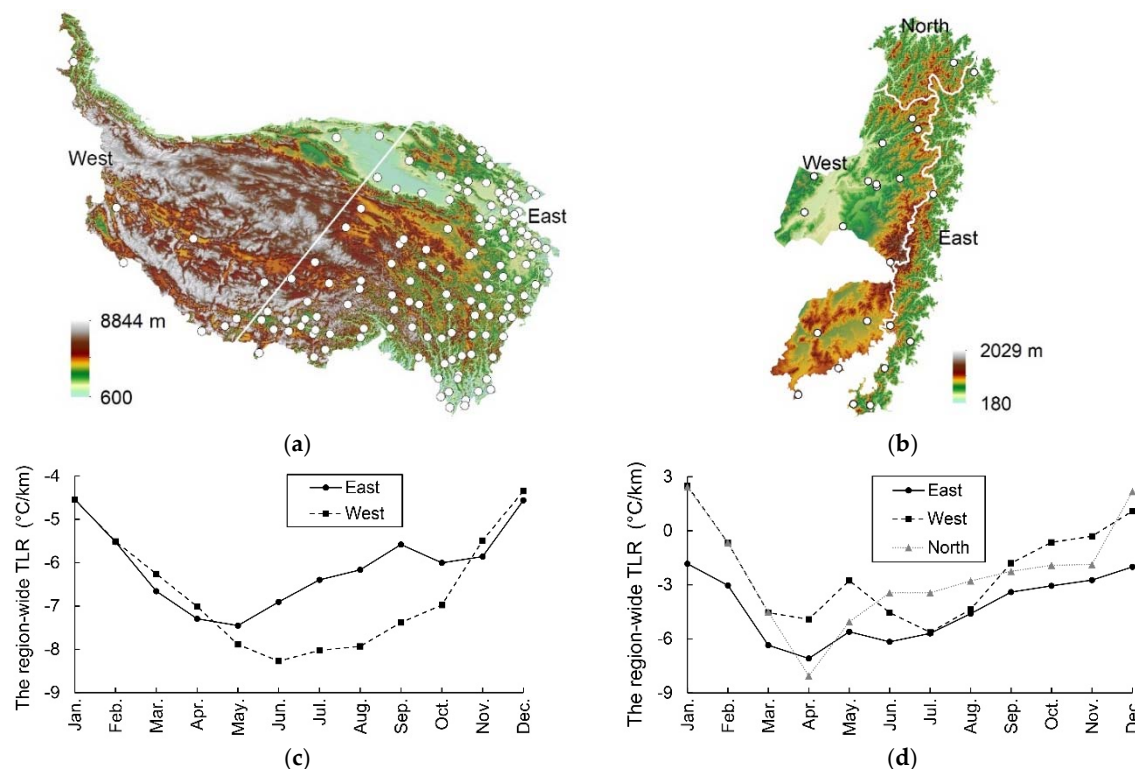 North
West
West
East
East
8844 m
600
2029 m
180
(a)
(b)
The region-wide TLR (°C/km)
-4
-5
-6
-7
-8
-9
East
West
Jan.
Feb.
Mar.
Apr.
May.
Jun.
Jul.
Aug.
Sep.
Oct.
Nov.
Dec.
(c)
The region-wide TLR (°C/km)
3
0
-3
-6
-9
East
West
North
Jan.
Feb.
Mar.
Apr.
May.
Jun.
Jul.
Aug.
Sep.
Oct.
Nov.
Dec.
(d)